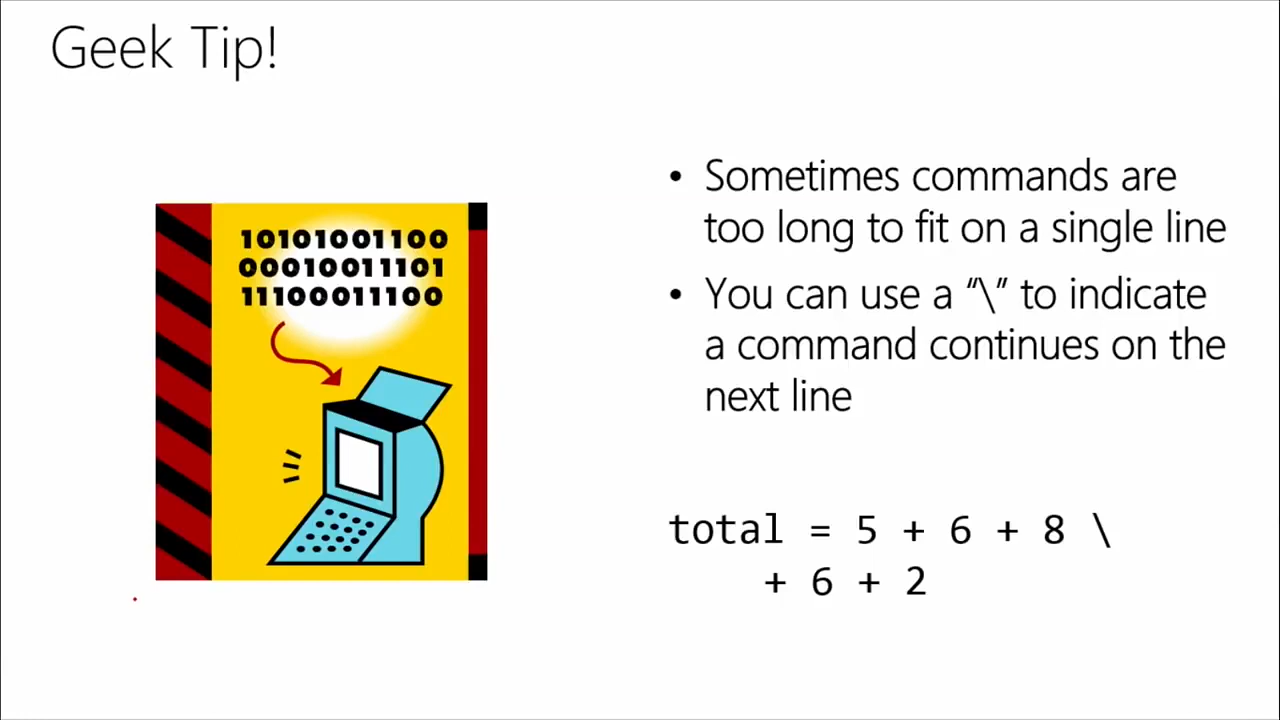 Geek Tip!
10101001100
00010011101
11100011100
• Sometimes commands are
too long to fit on a single line
• You can use a “\” to indicate
a command continues on the
next line
total = 5 + 6 + 8 \
    + 6 + 2